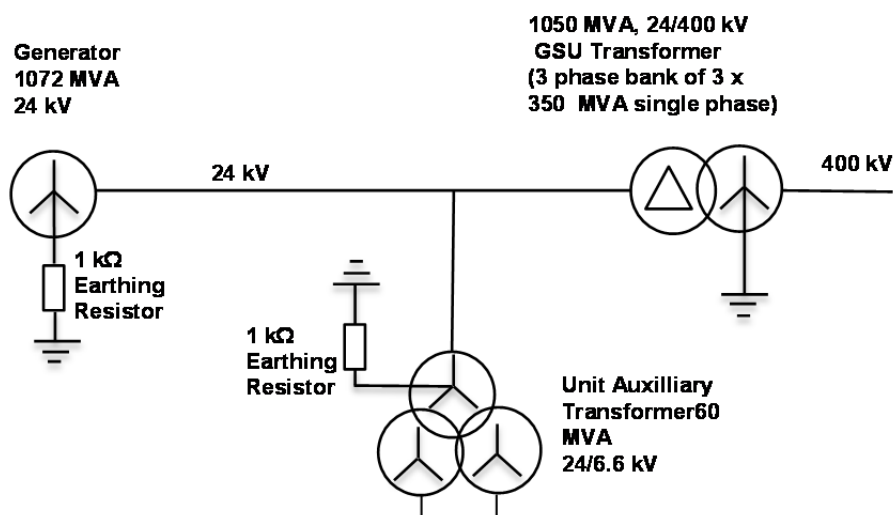 Generator
1072 MVA
24 kV
1050 MVA, 24/400 kV
GSU Transformer
(3 phase bank of 3 x
350 MVA single phase)
24 kV
400 kV
1 kΩ
Earthing
Resistor
1 kΩ
Earthing
Resistor
Unit Auxilliary
Transformer60
MVA
24/6.6 kV